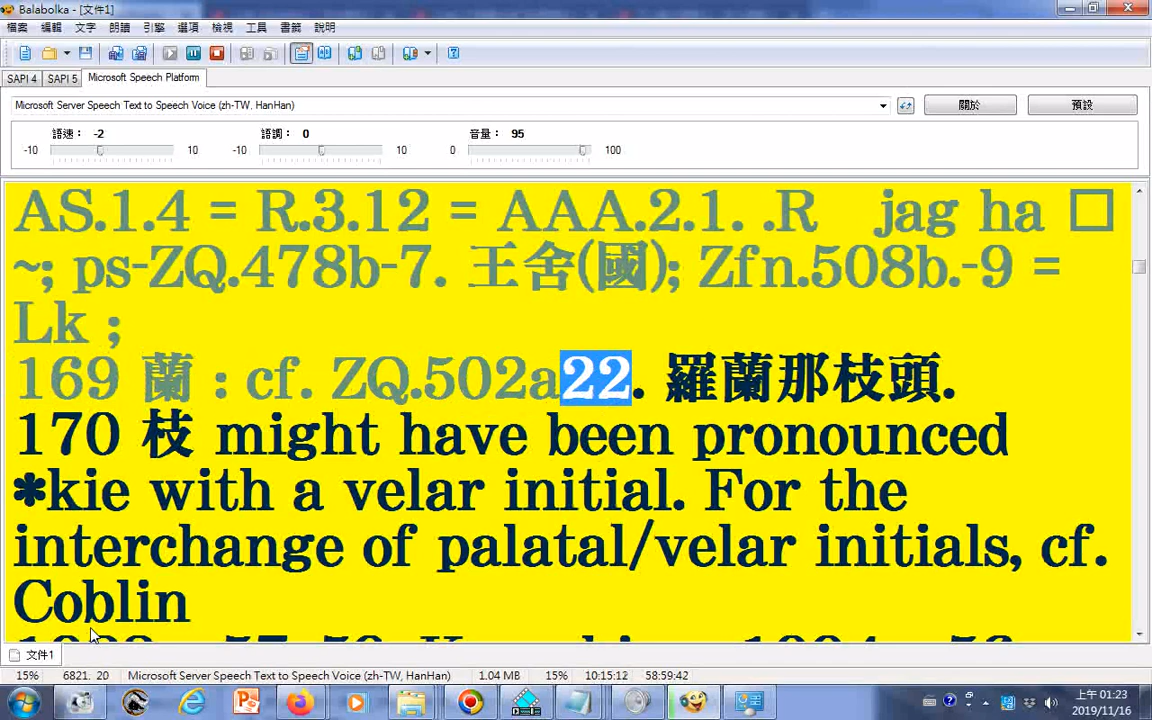 Balabolka - [文件1]
檔案 編輯 文字 朗讀 引擎 選項 檢視 工具 書籤 說明
SAPI 4 SAPI 5 Microsoft Speech Platform
Microsoft Server Speech Text to Speech Voice (zh-TW, HanHan) 關於 預設
語速： -2 語調： 0 音量： 95
-10 10 -10 10 0 100
AS.1.4 = R.3.12 = AAA.2.1. .R jag ha □
~; ps-ZQ.478b-7. 王舍(國); Zfn.508b.-9 =
Lk ;
169 蘭 : cf. ZQ.502a22. 羅蘭那枝頭.
170 枝 might have been pronounced
*kie with a velar initial. For the
interchange of palatal/velar initials, cf.
Coblin
文件1
15% 6821. 20 Microsoft Server Speech Text to Speech Voice (zh-TW, HanHan) 1.04 MB 15% 10:15:12 58:59:42
上午 01:23
2019/11/16